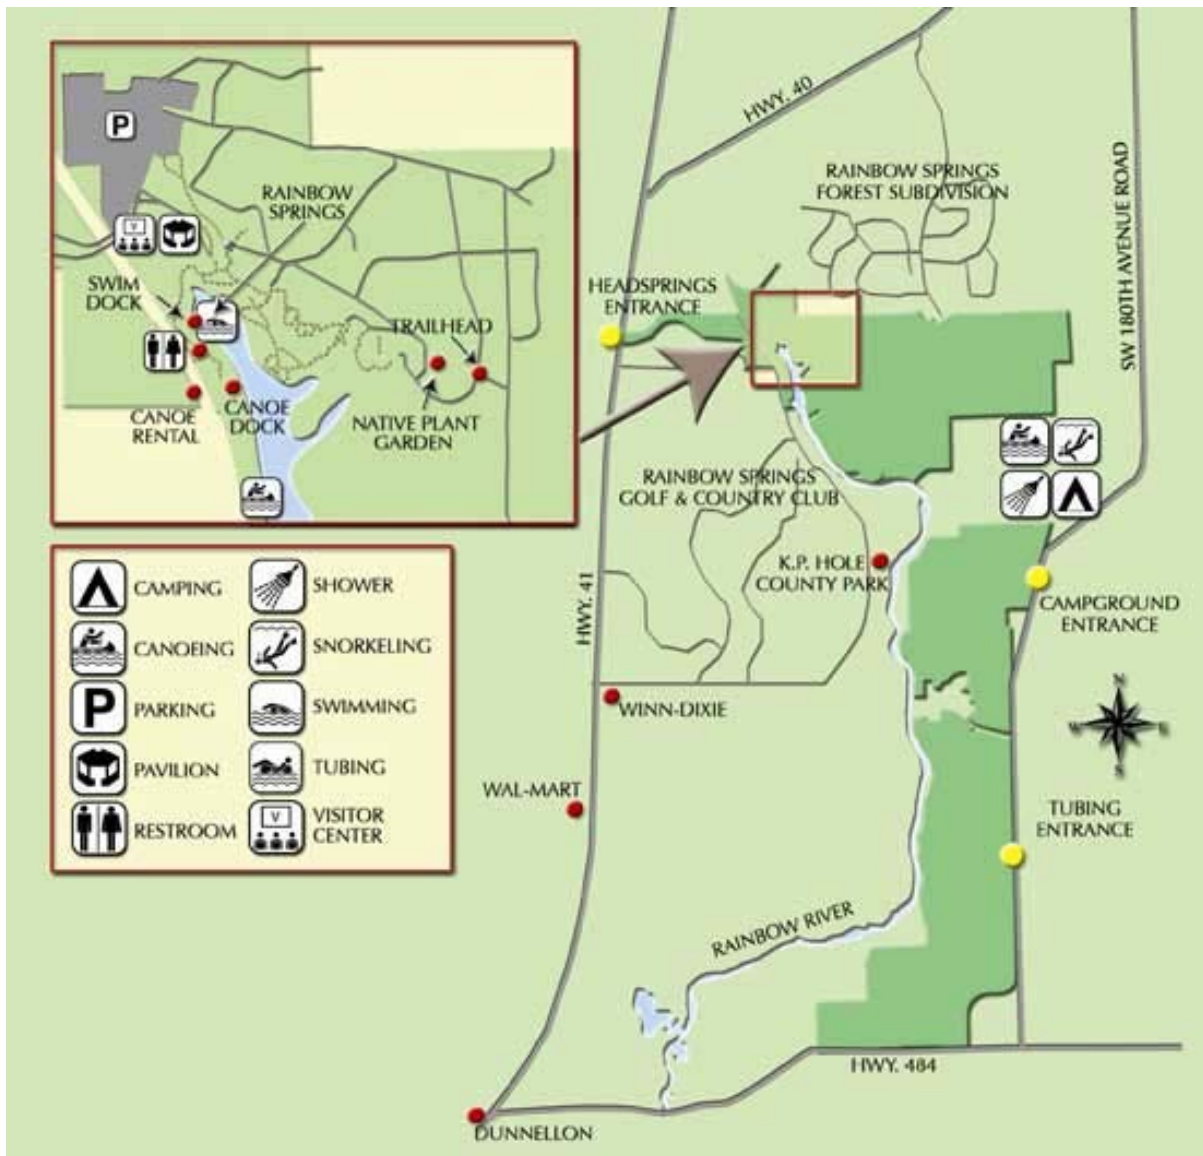 P
RAINBOW
SPRINGS
V
SWIM
DOCK
TRAILHEAD
CANOE
RENTAL
CANOE
DOCK
NATIVE PLANT
GARDEN
CAMPING
SHOWER
CANOEING
SNORKELING
P
PARKING
SWIMMING
PAVILION
TUBING
RESTROOM
V
VISITOR
CENTER
HWY. 40
RAINBOW SPRINGS
FOREST SUBDIVISION
SW 180TH AVENUE ROAD
HEADSPRINGS
ENTRANCE
RAINBOW SPRINGS
GOLF & COUNTRY CLUB
K.P. HOLE
COUNTY PARK
HWY. 41
CAMPGROUND
ENTRANCE
WINN-DIXIE
N
W
E
S
WAL-MART
TUBING
ENTRANCE
RAINBOW RIVER
HWY. 484
DUNNELLON